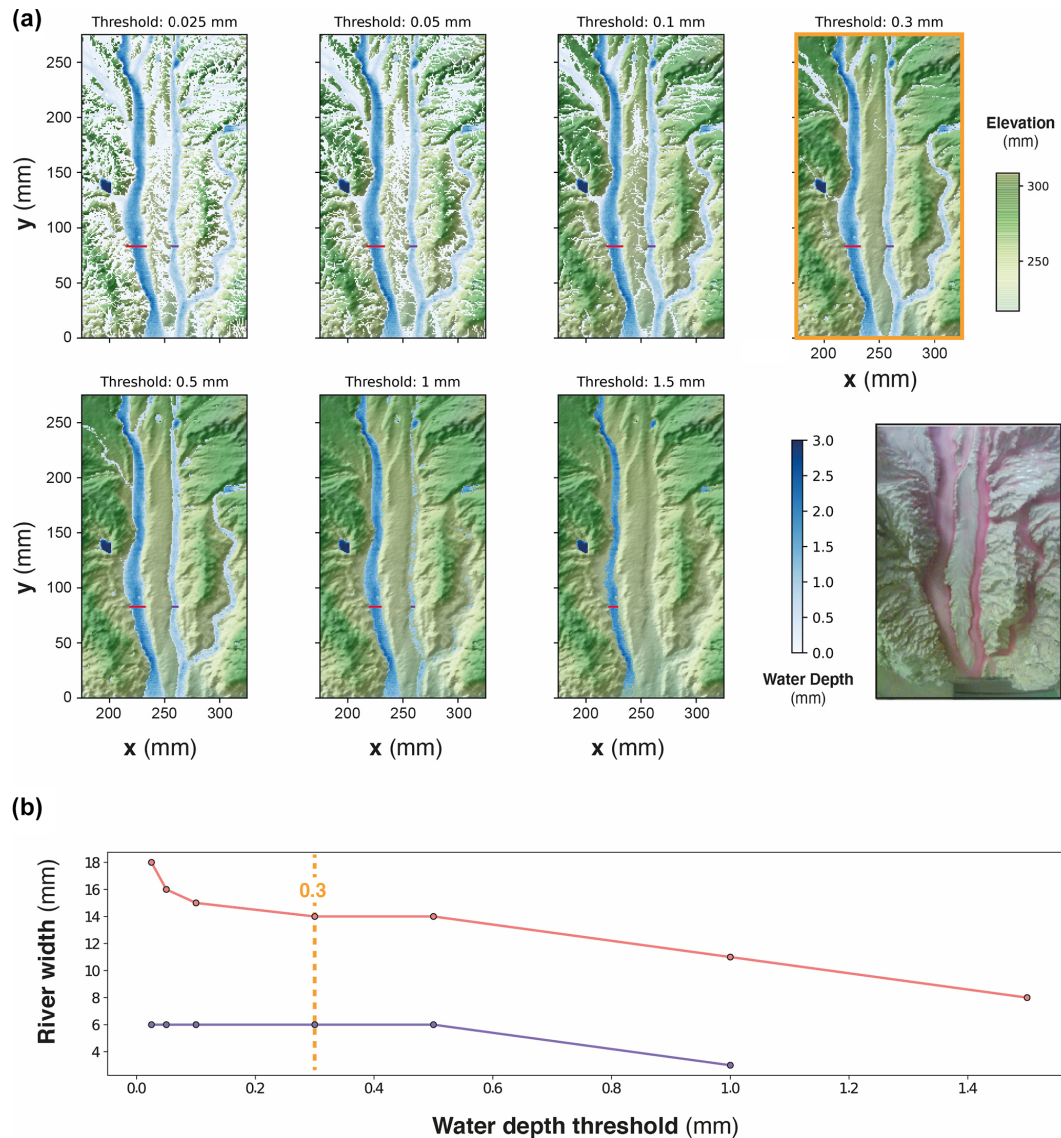 (a)
Threshold: 0.025 mm
Threshold: 0.05 mm
Threshold: 0.1 mm
Threshold: 0.3 mm
250
200
150
100
50
0
y (mm)
200
250
300
x (mm)
Elevation
(mm)
300
250
Threshold: 0.5 mm
Threshold: 1 mm
Threshold: 1.5 mm
250
200
150
100
50
0
y (mm)
200 250 300
200 250 300
200 250 300
x (mm)
x (mm)
x (mm)
3.0
2.5
2.0
1.5
1.0
0.5
0.0
Water Depth
(mm)
(b)
18
16
14
12
10
8
6
4
River width (mm)
0.3
0.0 0.2 0.4 0.6 0.8 1.0 1.2 1.4
Water depth threshold (mm)